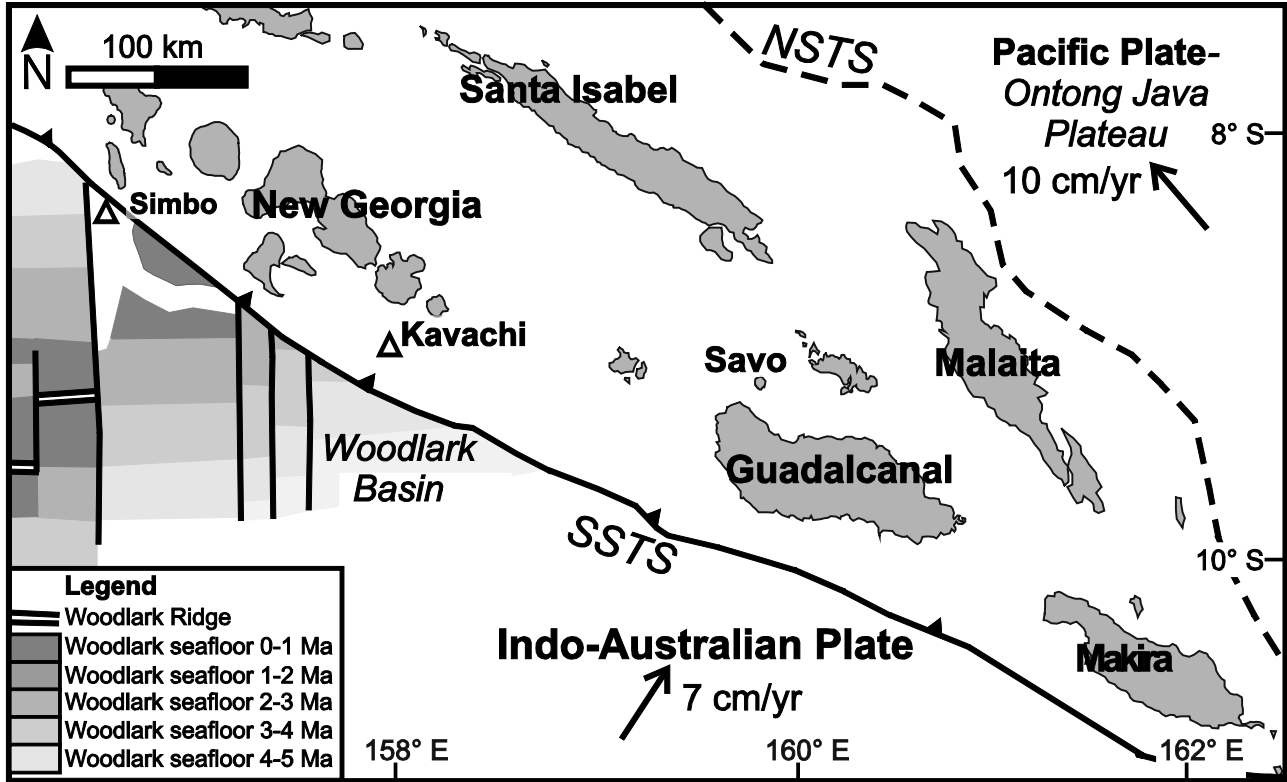 100 km
N
NSTS
Pacific Plate-
Ontong Java
Plateau
10 cm/yr
8° S
Santa Isabel
Simbo
New Georgia
Kavachi
Savo
Malaita
Woodlark
Basin
Guadalcanal
SSTS
10° S
Indo-Australian Plate
7 cm/yr
Makira
Legend
Woodlark Ridge
Woodlark seafloor 0-1 Ma
Woodlark seafloor 1-2 Ma
Woodlark seafloor 2-3 Ma
Woodlark seafloor 3-4 Ma
Woodlark seafloor 4-5 Ma
158° E
160° E
162° E